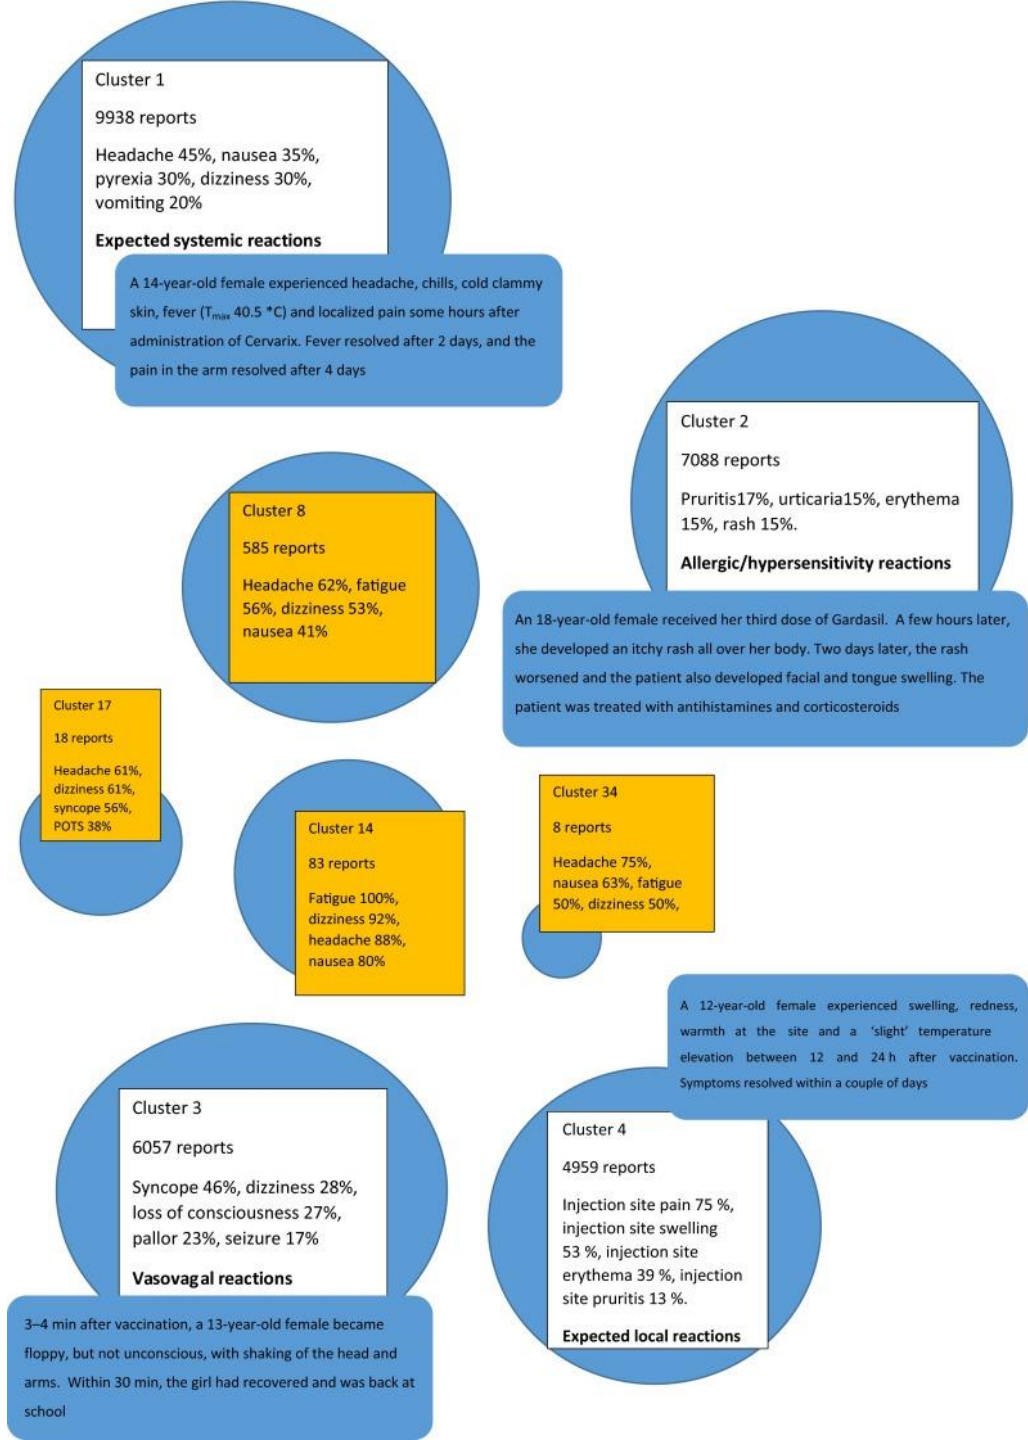 Cluster 1
9938 reports
Headache 45%, nausea 35%,
pyrexia 30%, dizziness 30%,
vomiting 20%
Expected systemic reactions
A 14-year-old female experienced headache, chills, cold clammy
skin, fever (Tmax 40.5 *C) and localized pain some hours after
administration of Cervarix. Fever resolved after 2 days, and the
pain in the arm resolved after 4 days
Cluster 2
7088 reports
Pruritis17%, urticaria15%, erythema
15%, rash 15%.
Allergic/hypersensitivity reactions
An 18-year-old female received her third dose of Gardasil. A few hours later,
she developed an itchy rash all over her body. Two days later, the rash
worsened and the patient also developed facial and tongue swelling. The
patient was treated with antihistamines and corticosteroids
Cluster 8
585 reports
Headache 62%, fatigue
56%, dizziness 53%,
nausea 41%
Cluster 17
18 reports
Headache 61%,
dizziness 61%,
syncope 56%,
POTS 38%
Cluster 14
83 reports
Fatigue 100%,
dizziness 92%,
headache 88%,
nausea 80%
Cluster 34
8 reports
Headache 75%,
nausea 63%, fatigue
50%, dizziness 50%,
A 12-year-old female experienced swelling, redness,
warmth at the site and a 'slight' temperature
elevation between 12 and 24 h after vaccination.
Symptoms resolved within a couple of days
Cluster 3
6057 reports
Syncope 46%, dizziness 28%,
loss of consciousness 27%,
pallor 23%, seizure 17%
Vasovagal reactions
3–4 min after vaccination, a 13-year-old female became
floppy, but not unconscious, with shaking of the head and
arms. Within 30 min, the girl had recovered and was back at
school
Cluster 4
4959 reports
Injection site pain 75 %,
injection site swelling
53 %, injection site
erythema 39 %, injection
site pruritis 13 %.
Expected local reactions